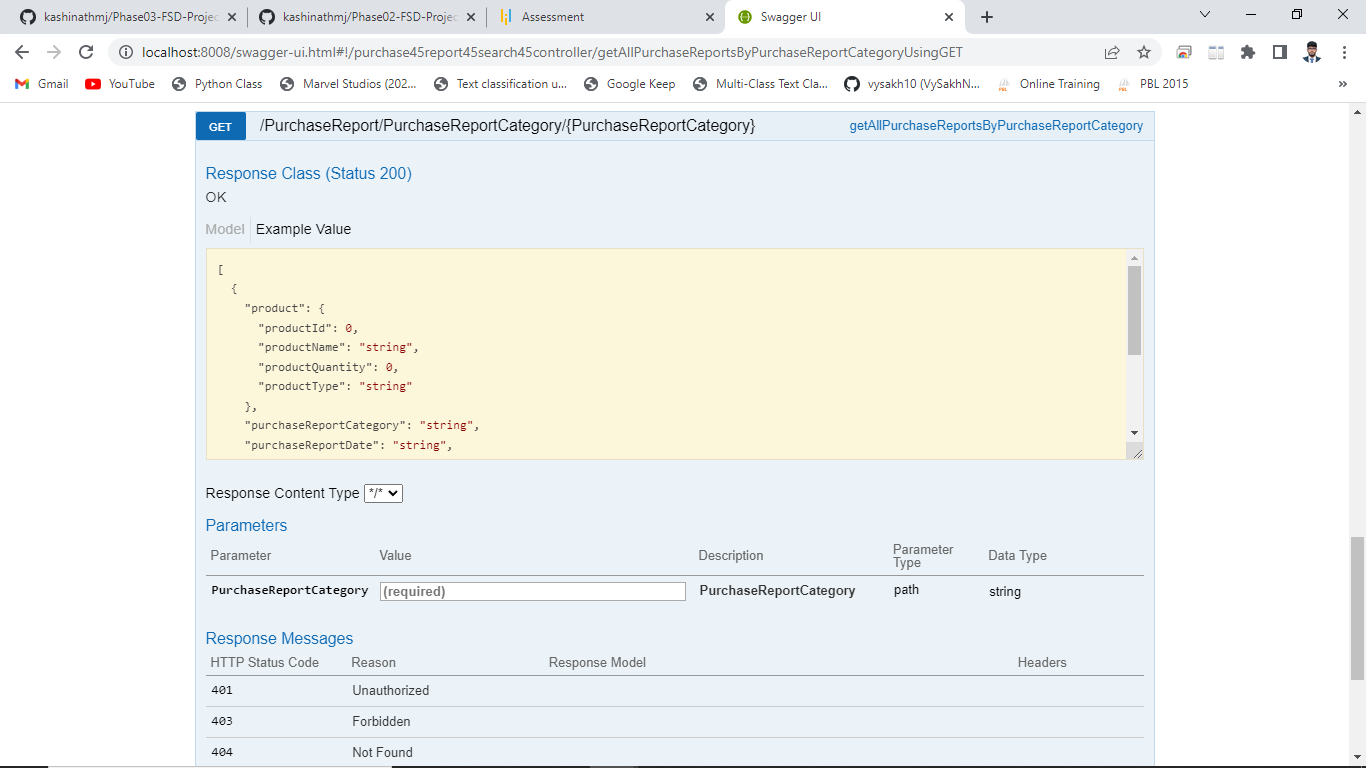 kashinathmj/Phase03-FSD-Projec
kashinathmj/Phase02-FSD-Projec
Assessment
Swagger UI
localhost:8008/swagger-ui.html#!/purchase45report45search45controller/getAllPurchaseReportsByPurchaseReportCategoryUsingGET
Gmail
YouTube
Python Class
Marvel Studios (202...
Text classification u...
Google Keep
Multi-Class Text Cla...
vysakh10 (VySakhN...
PBL
Online Training
PBL
PBL 2015
»
GET
/PurchaseReport/PurchaseReportCategory/{PurchaseReportCategory}
getAllPurchaseReportsByPurchaseReportCategory
Response Class (Status 200)
OK
Model
Example Value
[
{
"product": {
"productId": 0,
"productName": "string",
"productQuantity": 0,
"productType": "string"
},
"purchaseReportCategory": "string",
"purchaseReportDate": "string",
Response Content Type */*
Parameters
Parameter
Value
Description
Parameter
Type
Data Type
PurchaseReportCategory
(required)
PurchaseReportCategory
path
string
Response Messages
HTTP Status Code
Reason
Response Model
Headers
401
Unauthorized
403
Forbidden
404
Not Found